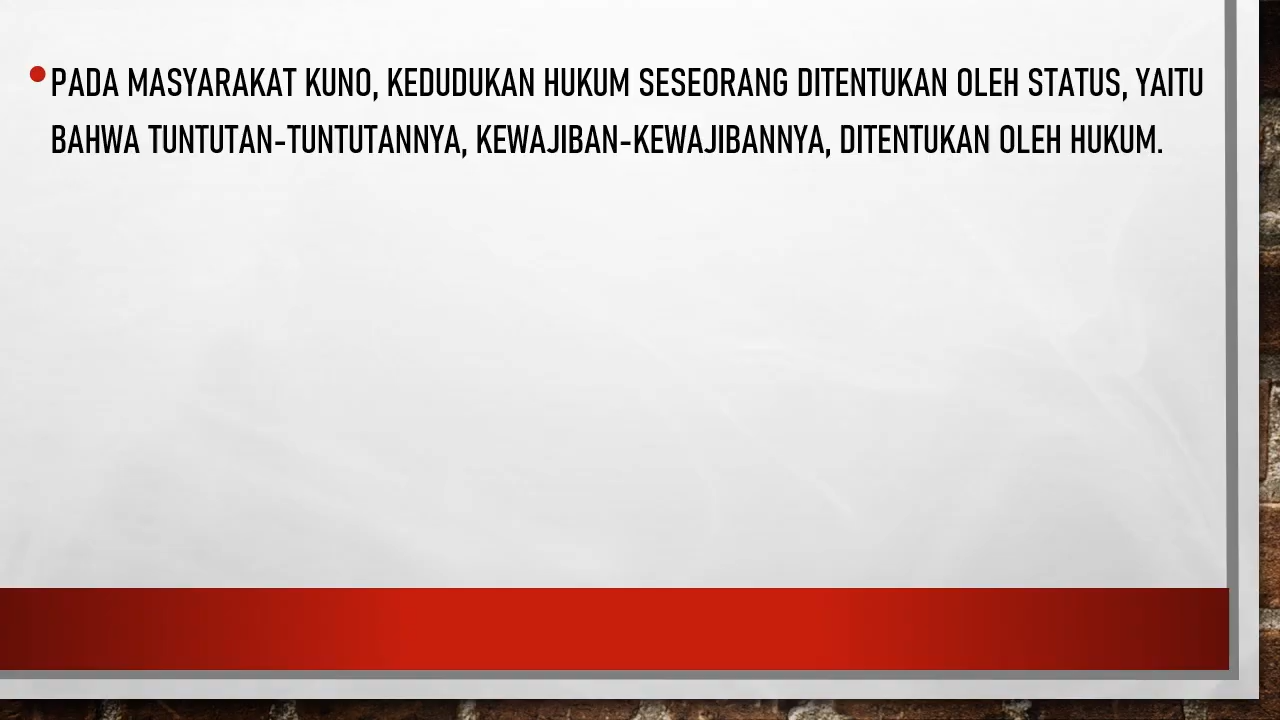 PADA MASYARAKAT KUNO, KEDUDUKAN HUKUM SESEORANG DITENTUKAN OLEH STATUS, YAITU
BAHWA TUNTUTAN-TUNTUTANNYA, KEWAJIBAN-KEWAJIBANNYA, DITENTUKAN OLEH HUKUM.